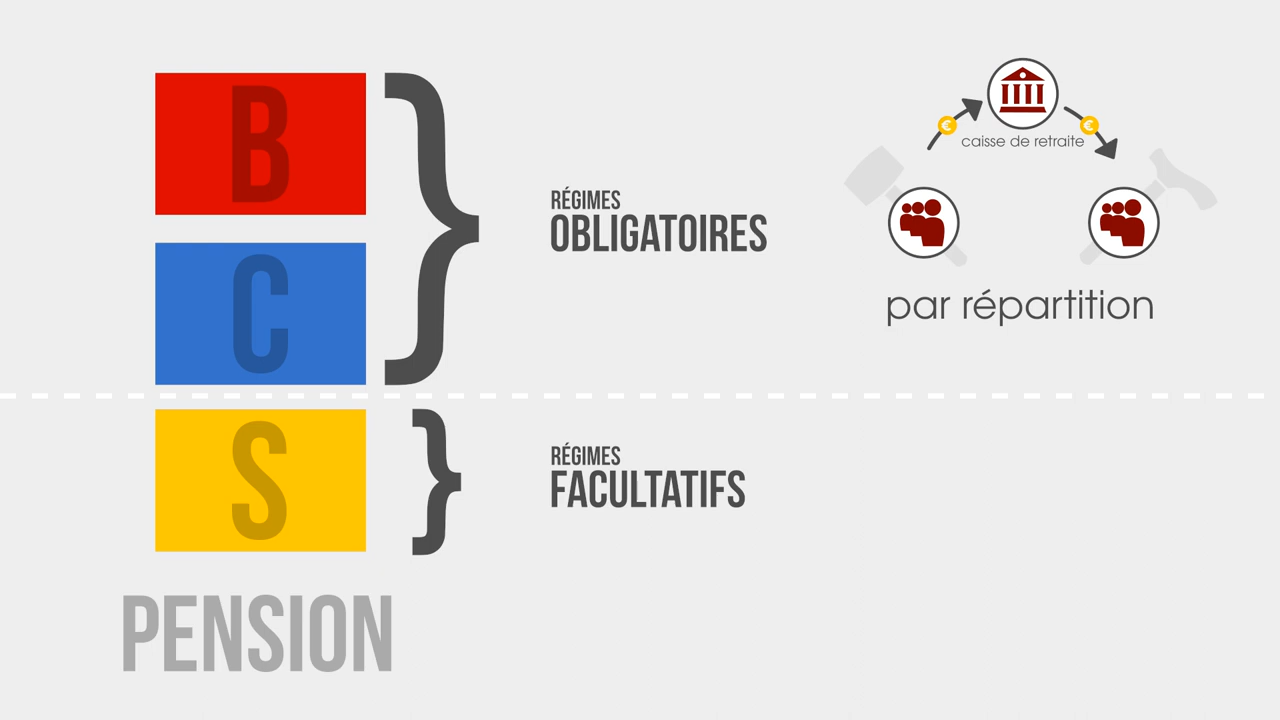 B
C
S
PENSION
RÉGIMES
OBLIGATOIRES
RÉGIMES
FACULTATIFS
€
€
caisse de retraite
par répartition